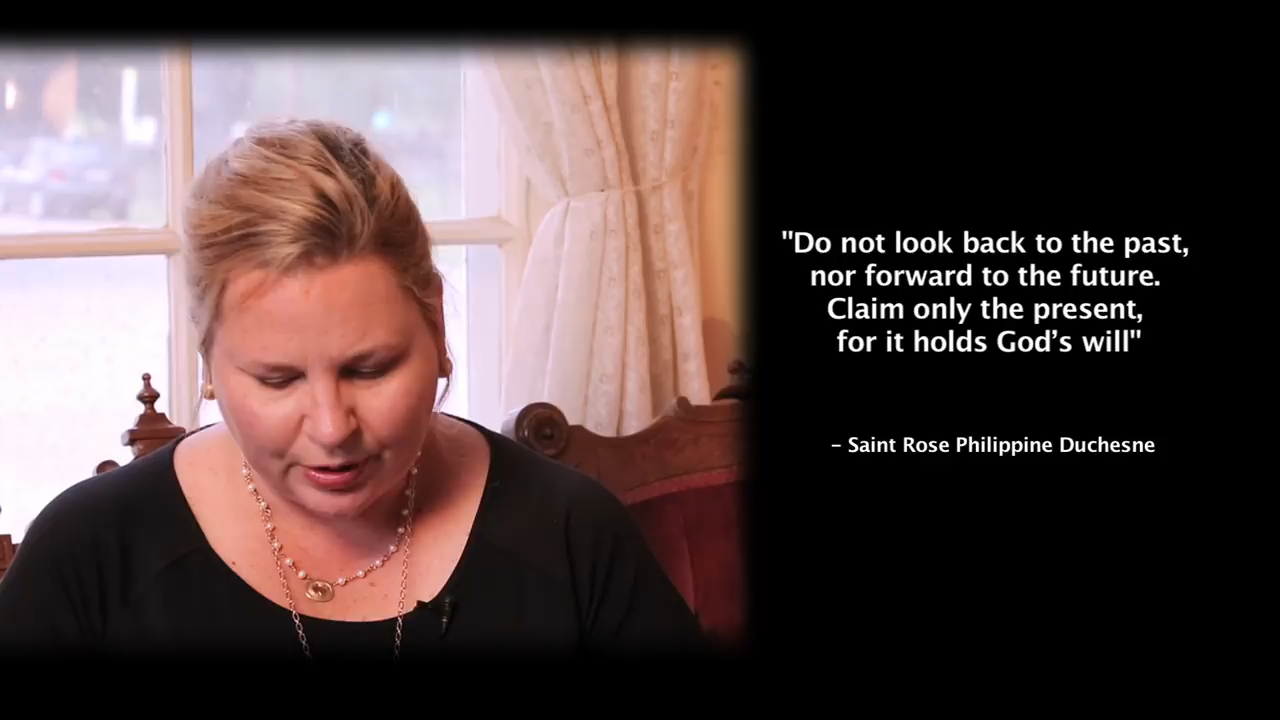 "Do not look back to the past,
nor forward to the future.
Claim only the present,
for it holds God’s will"
– Saint Rose Philippine Duchesne